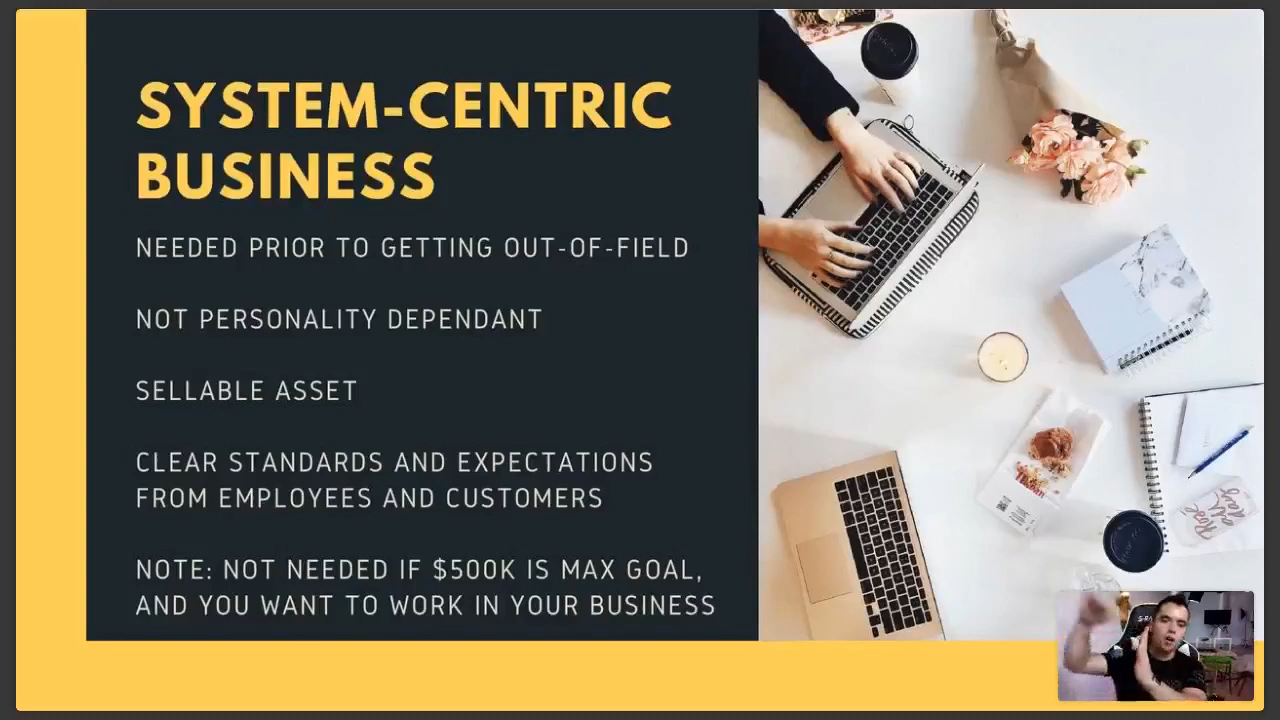 SYSTEM-CENTRIC
BUSINESS
NEEDED PRIOR TO GETTING OUT-OF-FIELD
NOT PERSONALITY DEPENDANT
SELLABLE ASSET
CLEAR STANDARDS AND EXPECTATIONS
FROM EMPLOYEES AND CUSTOMERS
NOTE: NOT NEEDED IF $500K IS MAX GOAL,
AND YOU WANT TO WORK IN YOUR BUSINESS